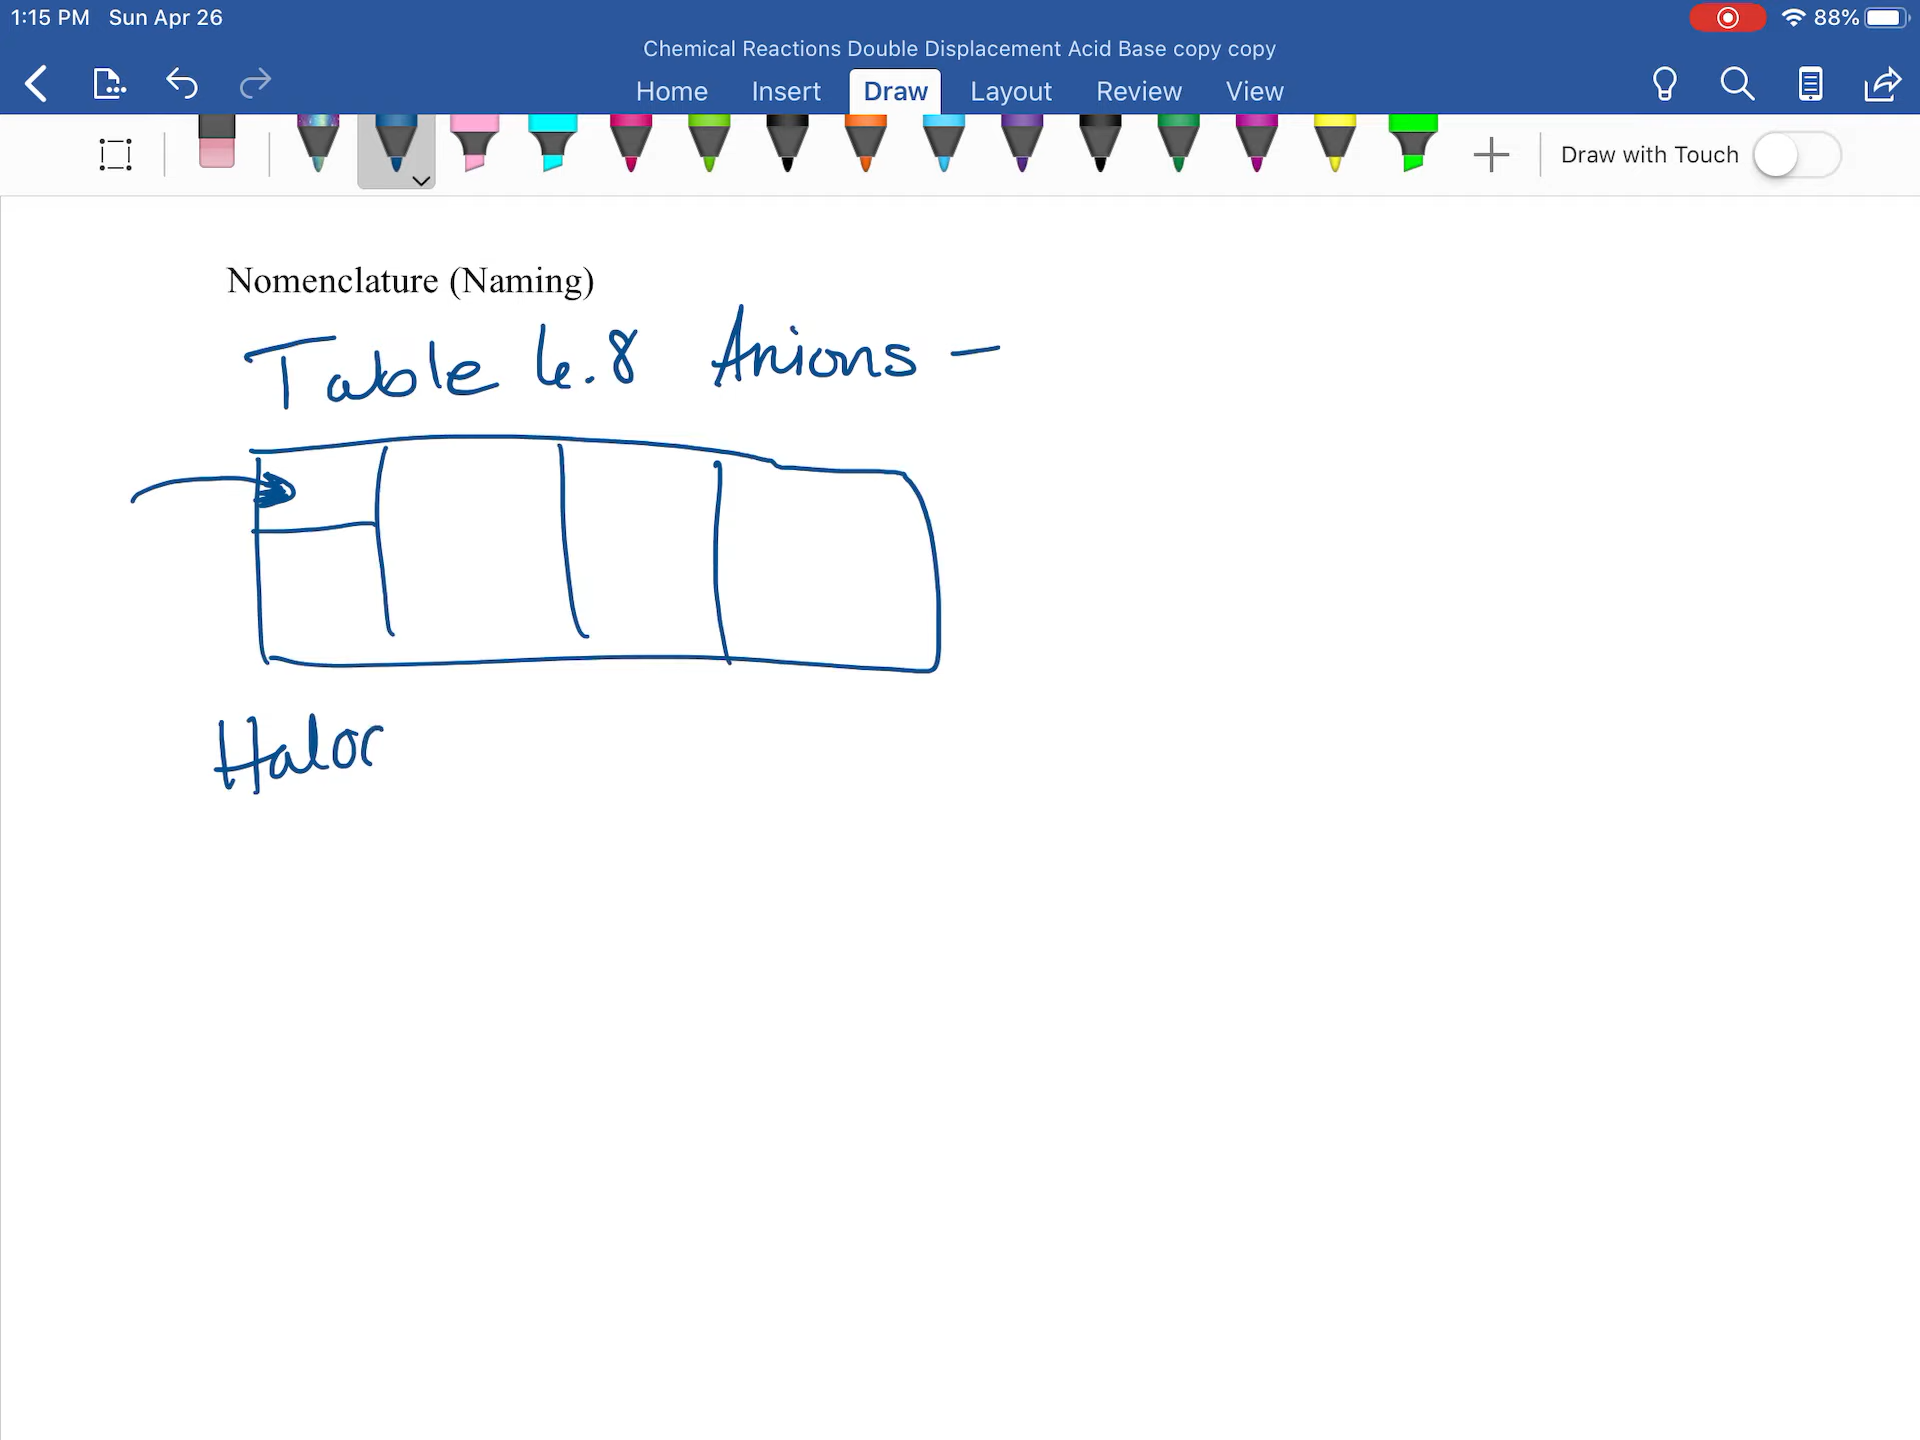 1:15 PM Sun Apr 26
88%
Chemical Reactions Double Displacement Acid Base copy copy
Home Insert Draw Layout Review View
Draw with Touch
Nomenclature (Naming)
Table 6.8 Anions –
Halor